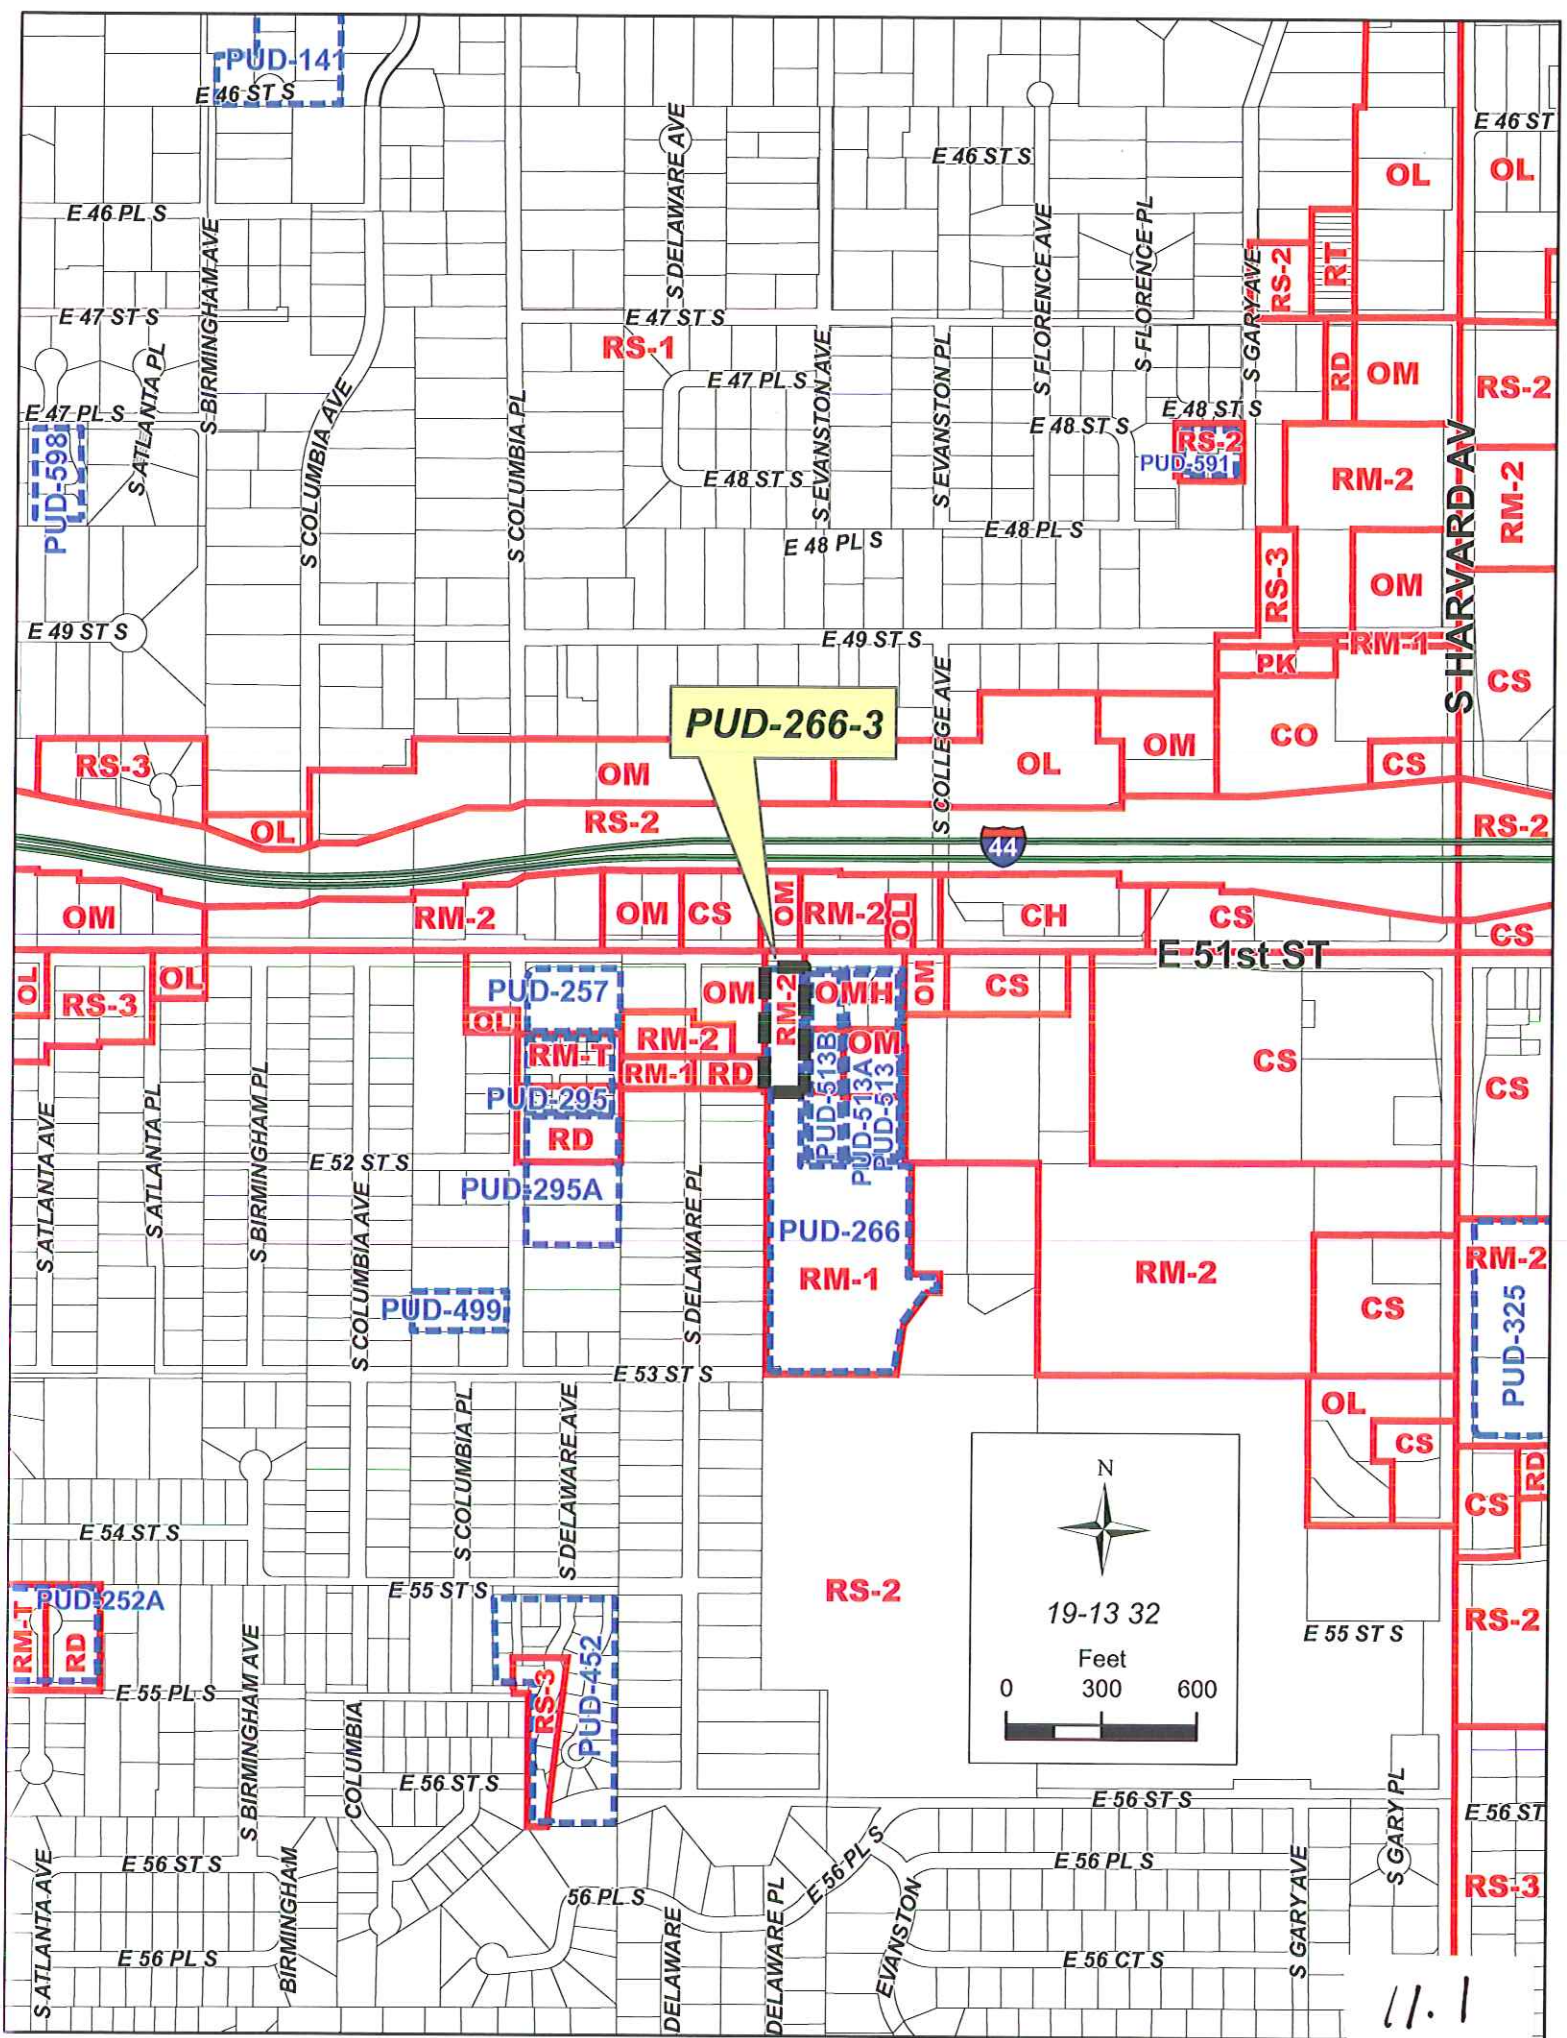 PUD-141
E 46 ST S
E 46 ST
S DELAWARE AVE
E 46 ST S
OL
OL
E 46 PL S
S BIRMINGHAM AVE
S FLORENCE AVE
S FLORENCE PL
S GARY AVE
RS-2
RT
E 47 ST S
E 47 ST S
RS-1
S ATLANTA PL
S COLUMBIA AVE
S COLUMBIA PL
E 47 PL S
S EVANSTON AVE
S EVANSTON PL
RD
OM
RS-2
E 47 PL S
PUD-598
E 48 ST S
E 48 ST S
RS-2
PUD-591
E 48 ST S
RM-2
S HARVARD AV
RM-2
E 48 PL S
E 48 PL S
RS-3
OM
E 49 ST S
E 49 ST S
RM-1
PK
CS
S COLLEGE AVE
PUD-266-3
RS-3
OM
OL
OM
CO
CS
OL
RS-2
RS-2
44
OM
RM-2
OM
CS
OM
RM-2
OL
CH
CS
CS
E 51st ST
OL
RS-3
OL
PUD-257
OL
OM
RM-2
OMH
OM
CS
RM-T
RM-2
OM
RM-1
RD
PUD-513B
PUD-513A
PUD-513
CS
CS
PUD-295
RD
S ATLANTA AVE
S ATLANTA PL
S BIRMINGHAM PL
E 52 ST S
S COLUMBIA AVE
PUD-295A
S DELAWARE PL
PUD-266
RM-1
RM-2
RM-2
CS
PUD-325
PUD-499
E 53 ST S
OL
CS
CS
RD
S COLUMBIA PL
S DELAWARE AVE
E 54 ST S
N
19-13 32
Feet
0 300 600
RS-2
E 55 ST S
PUD-252A
RM-T
RD
E 55 ST S
RS-2
PUD-452
RS-3
E 55 PL S
S BIRMINGHAM AVE
COLUMBIA
E 56 ST S
E 56 ST S
S GARY PL
E 56 ST
S ATLANTA AVE
E 56 ST S
BIRMINGHAM
E 56 PL S
E 56 PL S
S GARY AVE
RS-3
56 PL S
DELAWARE
DELAWARE PL
EVANSTON
E 56 PL S
E 56 CT S
11.1